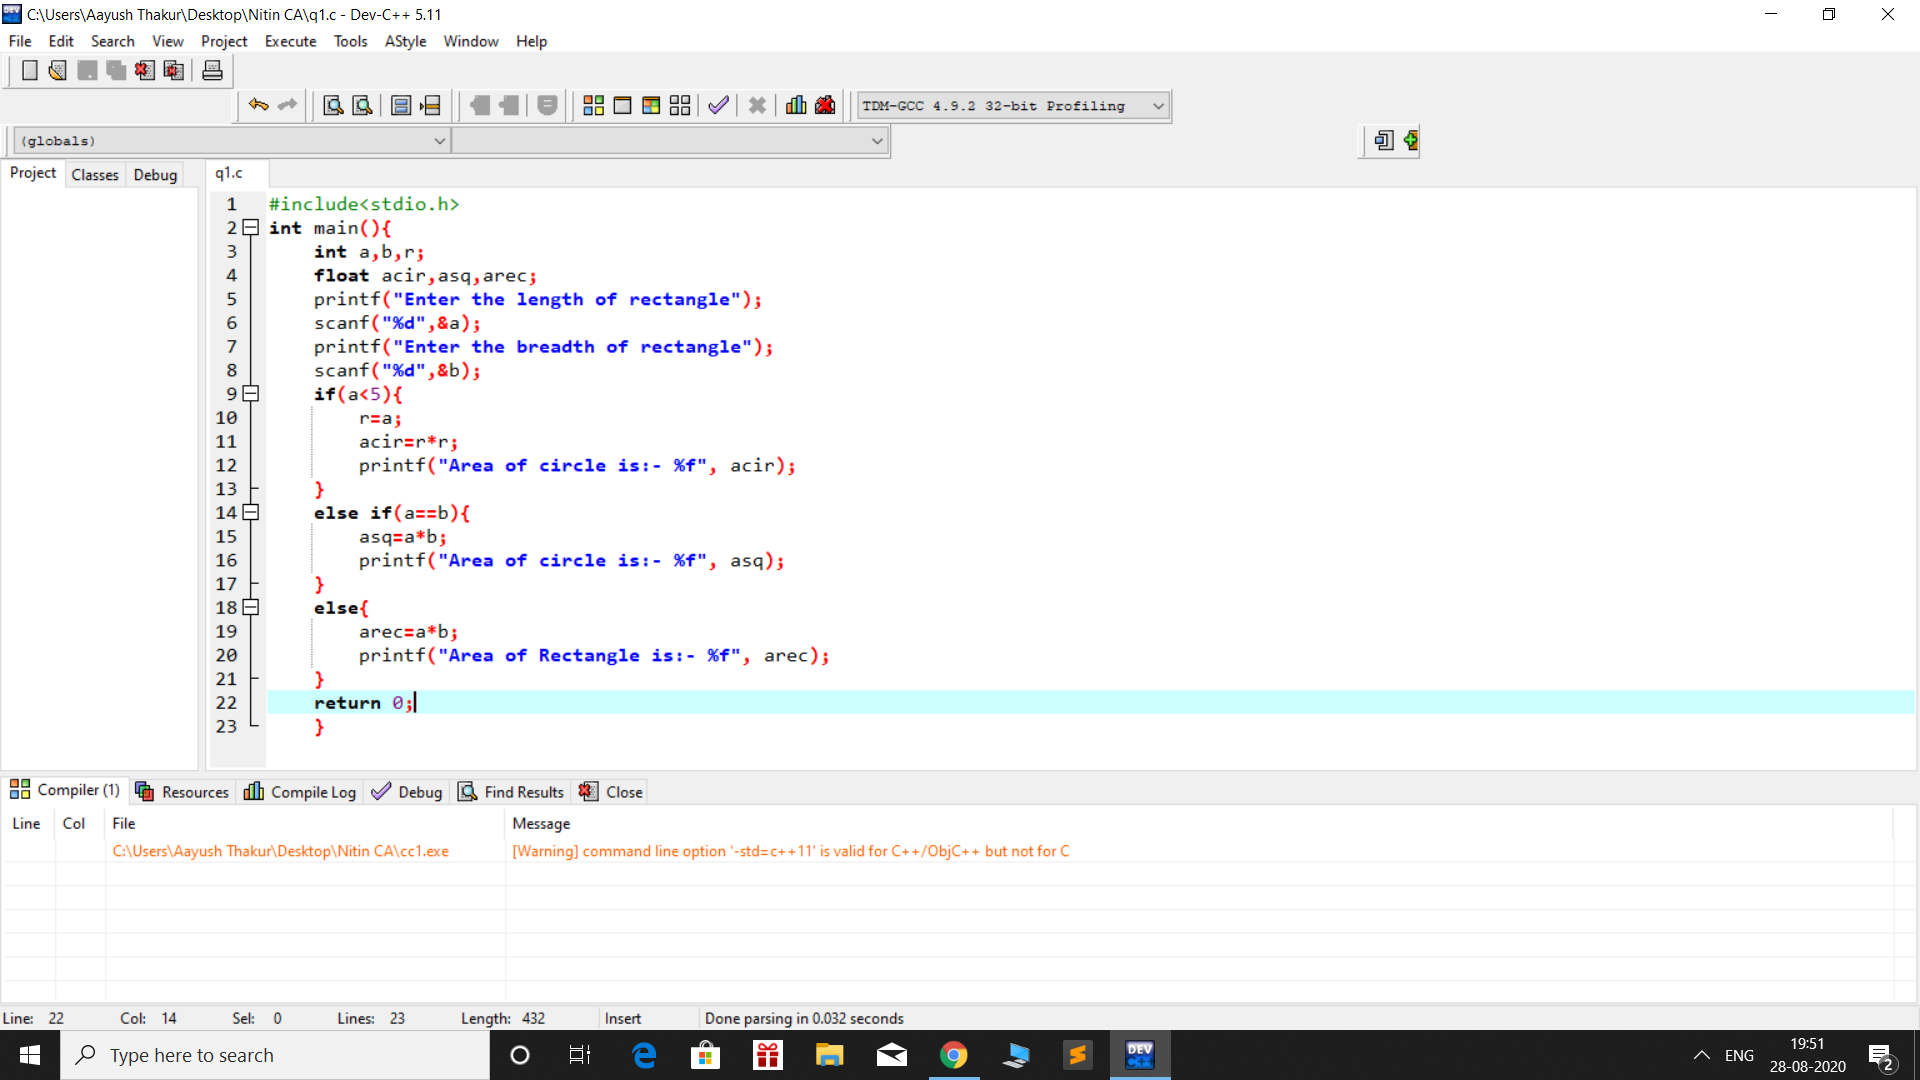 C:\Users\Aayush Thakur\Desktop\Nitin CA\q1.c - Dev-C++ 5.11
File Edit Search View Project Execute Tools AStyle Window Help
TDM-GCC 4.9.2 32-bit Profiling
(globals)
Project Classes Debug q1.c
1 #include<stdio.h>
2 int main(){
3 int a,b,r;
4 float acir,asq,arec;
5 printf("Enter the length of rectangle");
6 scanf("%d",&a);
7 printf("Enter the breadth of rectangle");
8 scanf("%d",&b);
9 if(a<5){
10 r=a;
11 acir=r*r;
12 printf("Area of circle is:- %f", acir);
13 }
14 else if(a==b){
15 asq=a*b;
16 printf("Area of circle is:- %f", asq);
17 }
18 else{
19 arec=a*b;
20 printf("Area of Rectangle is:- %f", arec);
21 }
22 return 0;
23 }
Compiler (1) Resources Compile Log Debug Find Results Close
Line Col File Message
C:\Users\Aayush Thakur\Desktop\Nitin CA\cc1.exe [Warning] command line option '-std=c++11' is valid for C++/ObjC++ but not for C
Line: 22 Col: 14 Sel: 0 Lines: 23 Length: 432 Insert Done parsing in 0.032 seconds
Type here to search
DEV C++
ENG
19:51
28-08-2020
2